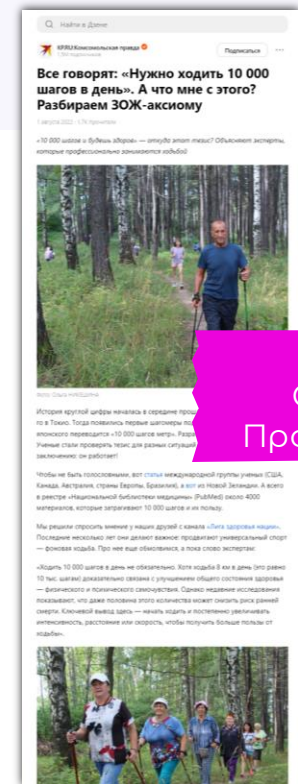 Найти в Дзене
KP.RU:Комсомольская правда
Подписаться
Все говорят: «Нужно ходить 10 000
шагов в день». А что мне с этого?
Разбираем ЗОЖ-аксиому
1 августа 2022
«10 000 шагов и будешь здоров» — откуда этот тезис? Объясняют эксперты,
которые профессионально занимаются ходьбой
История круглой цифры началась в середине
го в Токио. Тогда появились первые шагомеры
японского переводится «10 000 шагов метр».
Ученые стали проверять тезис для разных ситуаций
заключению: он работает!
Чтобы не быть голословными, вот статья международной группы ученых (США,
Канада, Австралия, страны Европы, Бразилия), а вот из Новой Зеландии. А всего
в реестре «Национальной библиотеки медицины» (PubMed) около 4000
материалов, которые затрагивают 10 000 шагов и их пользу.
Мы решили спросить мнение у наших друзей с канала «Лига здоровья нации».
Последние несколько лет они делают важное: продвигают универсальный спорт
— фоновая ходьба. Про нее еще обмолвимся, а пока слово экспертам:
«Ходить 10 000 шагов в день не обязательно. Хотя ходьба 8 км в день (это равно
10 тыс. шагам) доказательно связана с улучшением общего состояния здоровья
— физического и психического самочувствия. Однако недавние исследования
показывают, что даже половина этого количества может снизить риск ранней
смерти. Ключевой вывод здесь — начать ходить и постепенно увеличивать
интенсивность, расстояние или скорость, чтобы получить больше пользы от
ходьбы».